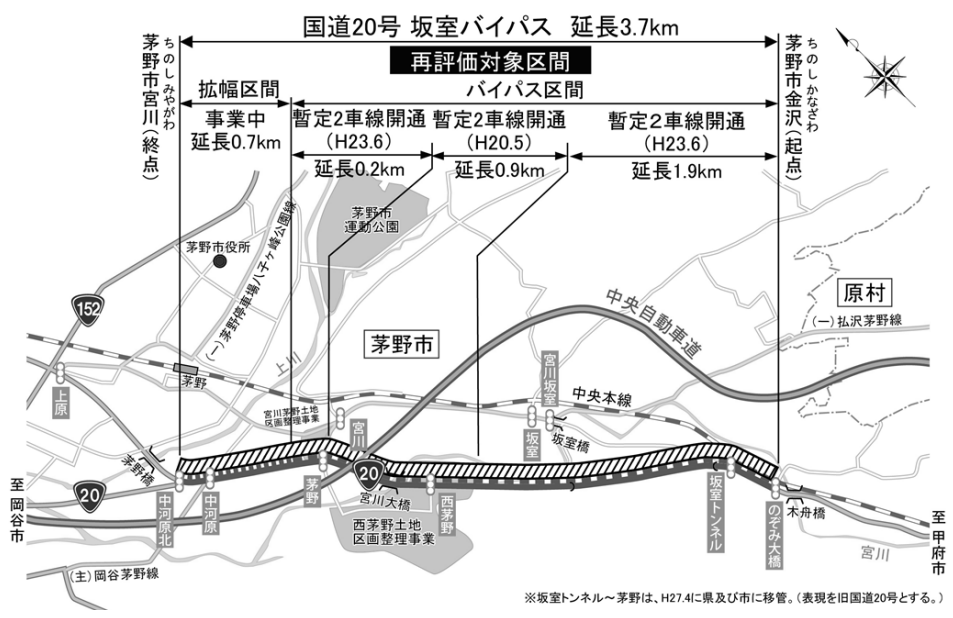 国道20号 坂室バイパス 延長3.7km
再評価対象区間
茅野市宮川(終点)
ちのしみやがわ
茅野市金沢(起点)
ちのしかなざわ
拡幅区間
バイパス区間
事業中
延長0.7km
暫定2車線開通
(H23.6)
延長0.2km
暫定2車線開通
(H20.5)
延長0.9km
暫定2車線開通
(H23.6)
延長1.9km
茅野市
運動公園
茅野市役所
(一)茅野停車場八子ケ峰公園線
152
上川
茅野市
中央自動車道
原村
(一)払沢茅野線
茅野
上原
宮川茅野土地
区画整理事業
宮川
宮川坂室
中央本線
坂室
坂室橋
茅野橋
至岡谷市
20
中河原北
中河原
茅野
20
宮川大橋
西茅野
西茅野土地
区画整理事業
坂室トンネル
のぞみ大橋
木舟橋
宮川
至甲府市
(主)岡谷茅野線
※坂室トンネル～茅野は、H27.4に県及び市に移管。(表現を旧国道20号とする。)